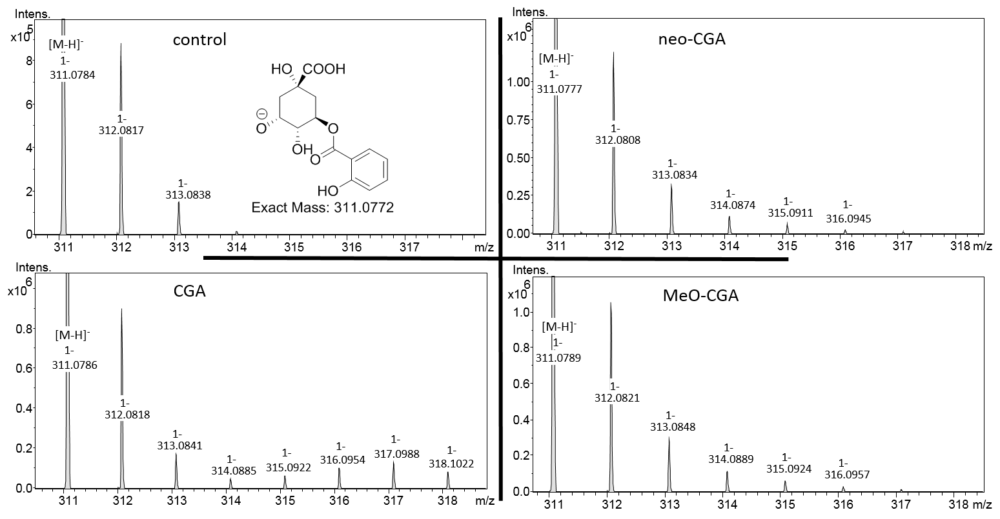 Intens.
5
x10
control
[M-H]-
1-
311.0784
8
6
4
2
0
1-
312.0817
1-
313.0838
HO
COOH
⊖
O
O
OH
O
HO
Exact Mass: 311.0772
311 312 313 314 315 316 317 m/z
Intens.
6
x10
neo-CGA
[M-H]-
1-
311.0777
1.00
0.75
0.50
0.25
0.00
1-
312.0808
1-
313.0834
1-
314.0874
1-
315.0911
1-
316.0945
311 312 313 314 315 316 317 318 m/z
Intens.
6
x10
CGA
[M-H]-
1-
311.0786
0.8
0.6
0.4
0.2
0.0
1-
312.0818
1-
313.0841
1-
314.0885
1-
315.0922
1-
316.0954
1-
317.0988
1-
318.1022
311 312 313 314 315 316 317 318 m/z
Intens.
6
x10
MeO-CGA
[M-H]-
1-
311.0789
1.0
0.8
0.6
0.4
0.2
0.0
1-
312.0821
1-
313.0848
1-
314.0889
1-
315.0924
1-
316.0957
311 312 313 314 315 316 317 318 m/z